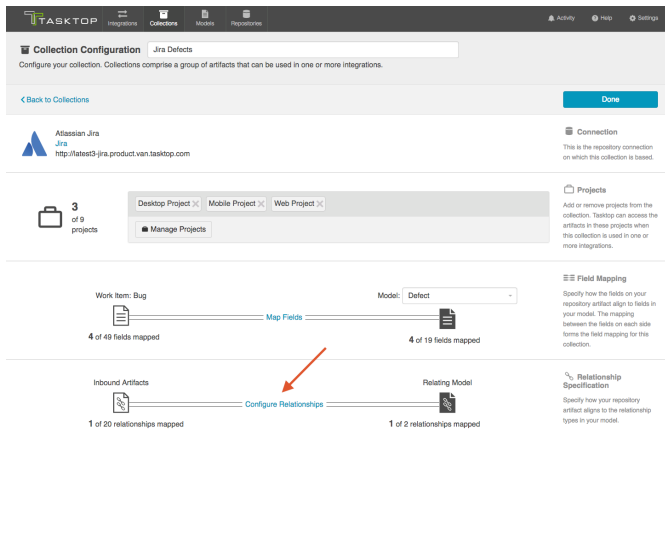 TASKTOP
Integrations
Collections
Models
Repositories
Activity
Help
Settings
Collection Configuration
Jira Defects
Configure your collection. Collections comprise a group of artifacts that can be used in one or more integrations.
Back to Collections
Done
Atlassian Jira
Jira
http://latest3-jira.product.van.tasktop.com
Connection
This is the repository connection
on which this collection is based.
3
of 9
projects
Desktop Project
Mobile Project
Web Project
Manage Projects
Projects
Add or remove projects from the
collection. Tasktop can access the
artifacts in these projects when
this collection is used in one or
more integrations.
Work Item: Bug
Model:
Defect
Map Fields
4 of 49 fields mapped
4 of 19 fields mapped
Field Mapping
Specify how the fields on your
repository artifact align to fields in
your model. The mapping
between the fields on each side
forms the field mapping for this
collection.
Inbound Artifacts
Relating Model
Configure Relationships
1 of 20 relationships mapped
1 of 2 relationships mapped
Relationship
Specification
Specify how your repository
artifact aligns to the relationship
types in your model.